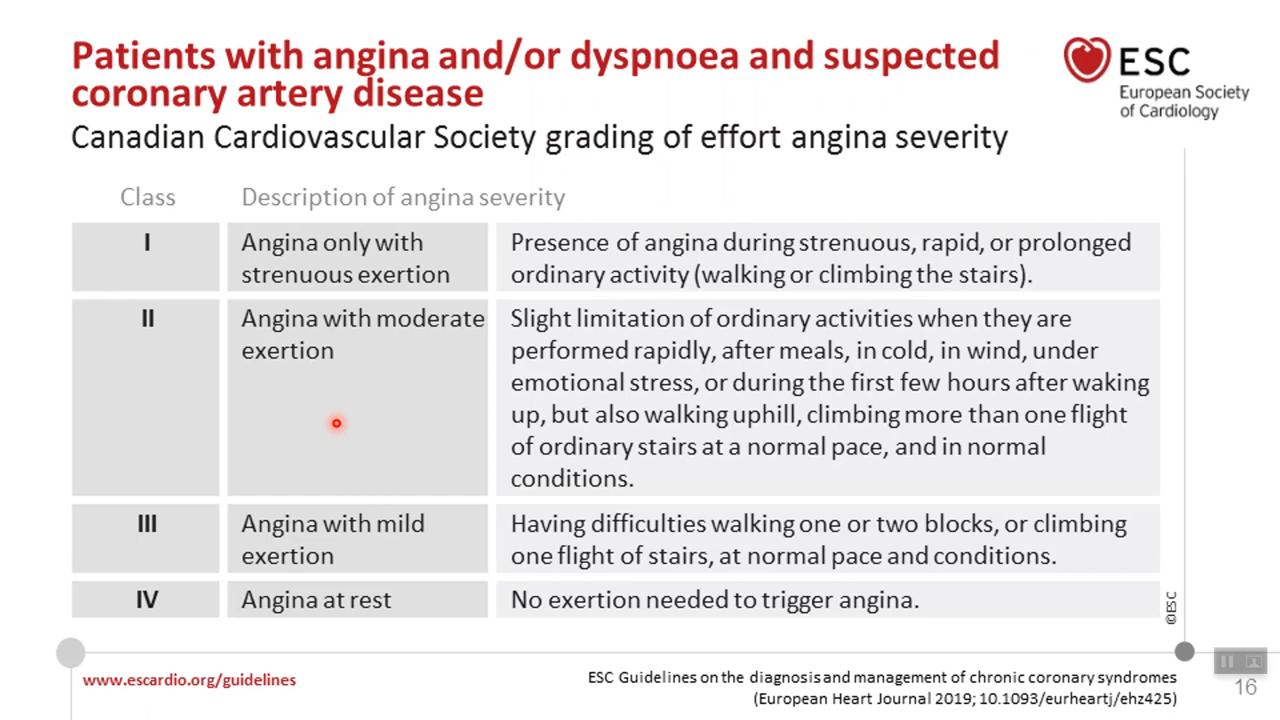 Patients with angina and/or dyspnoea and suspected
coronary artery disease
Canadian Cardiovascular Society grading of effort angina severity
ESC
European Society
of Cardiology
Class
Description of angina severity
I
Angina only with
strenuous exertion
Presence of angina during strenuous, rapid, or prolonged
ordinary activity (walking or climbing the stairs).
II
Angina with moderate
exertion
Slight limitation of ordinary activities when they are
performed rapidly, after meals, in cold, in wind, under
emotional stress, or during the first few hours after waking
up, but also walking uphill, climbing more than one flight
of ordinary stairs at a normal pace, and in normal
conditions.
III
Angina with mild
exertion
Having difficulties walking one or two blocks, or climbing
one flight of stairs, at normal pace and conditions.
IV
Angina at rest
No exertion needed to trigger angina.
©ESC
www.escardio.org/guidelines
ESC Guidelines on the diagnosis and management of chronic coronary syndromes
(European Heart Journal 2019; 10.1093/eurheartj/ehz425)
16